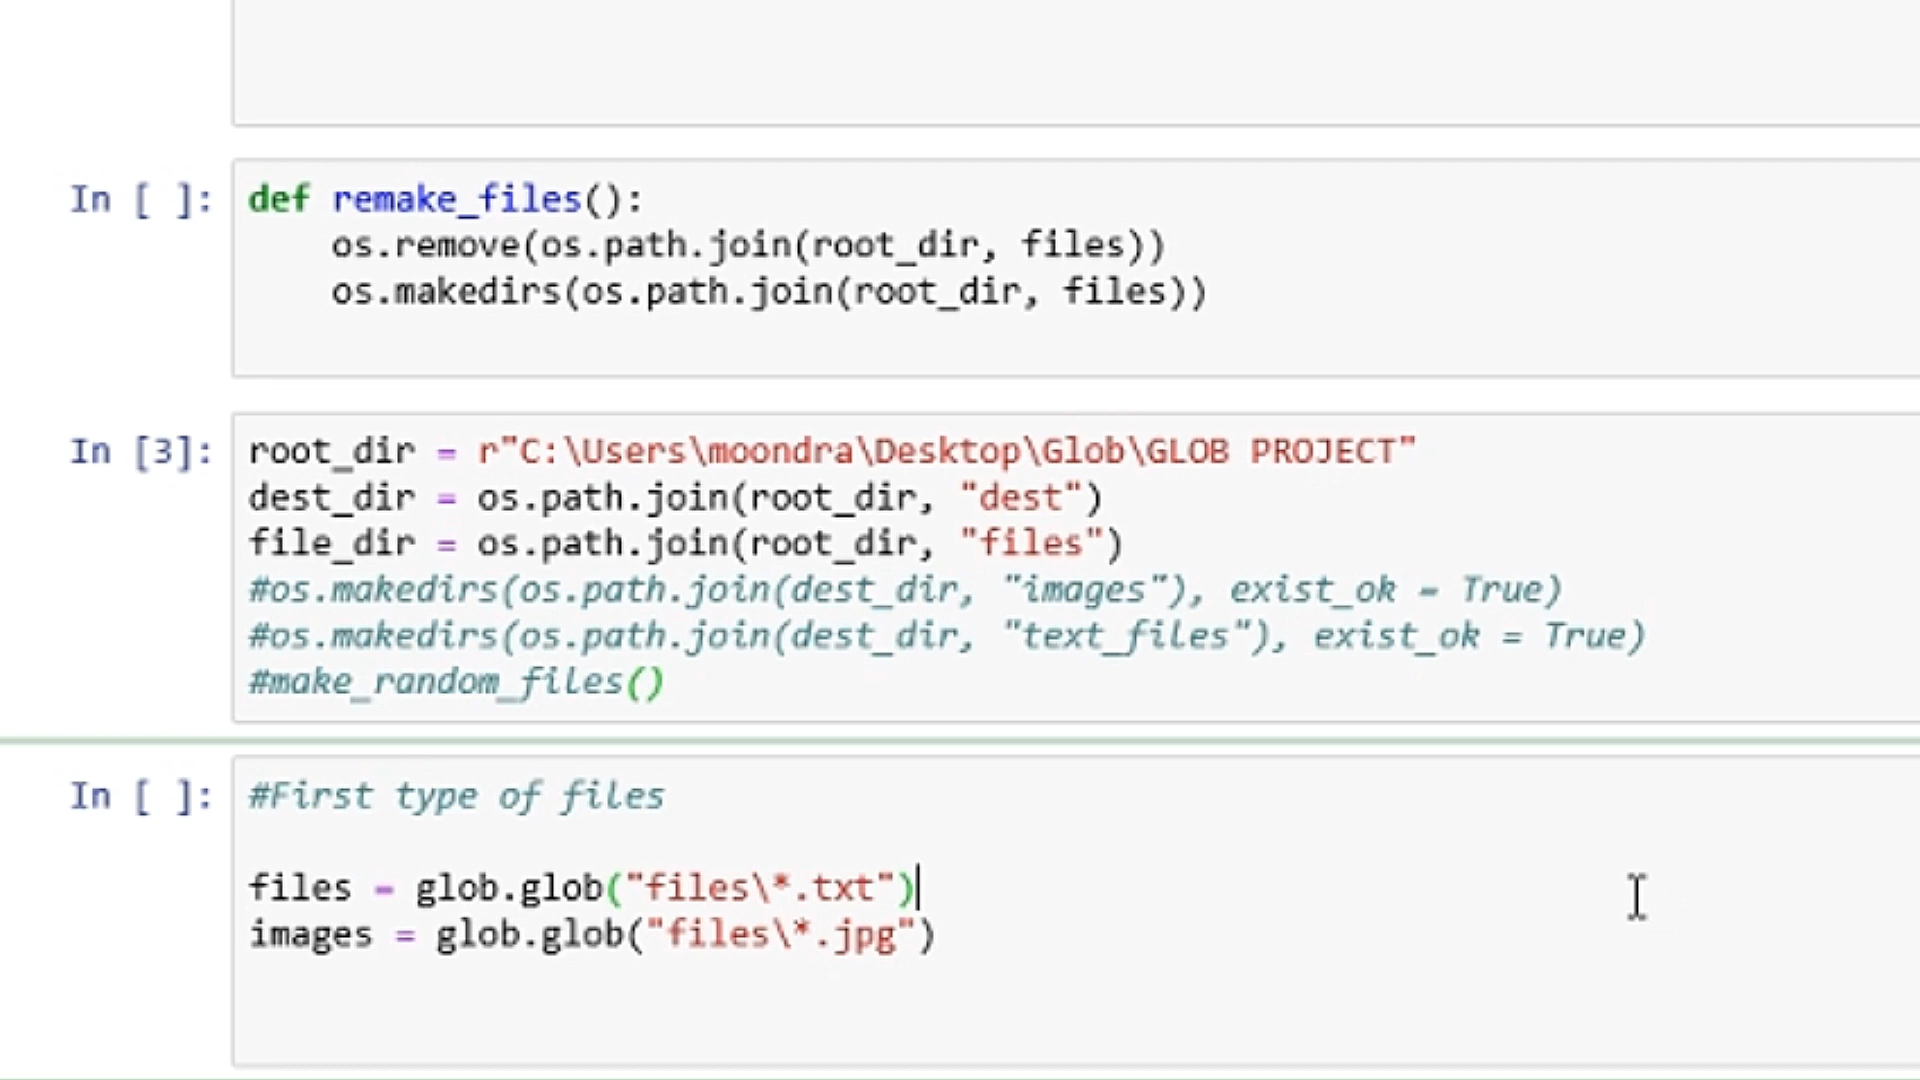 In [ ]: def remake_files():
    os.remove(os.path.join(root_dir, files))
    os.makedirs(os.path.join(root_dir, files))
In [3]: root_dir = r"C:\Users\moondra\Desktop\Glob\GLOB PROJECT"
dest_dir = os.path.join(root_dir, "dest")
file_dir = os.path.join(root_dir, "files")
#os.makedirs(os.path.join(dest_dir, "images"), exist_ok = True)
#os.makedirs(os.path.join(dest_dir, "text_files"), exist_ok = True)
#make_random_files()
In [ ]: #First type of files
files = glob.glob("files\*.txt")
images = glob.glob("files\*.jpg")